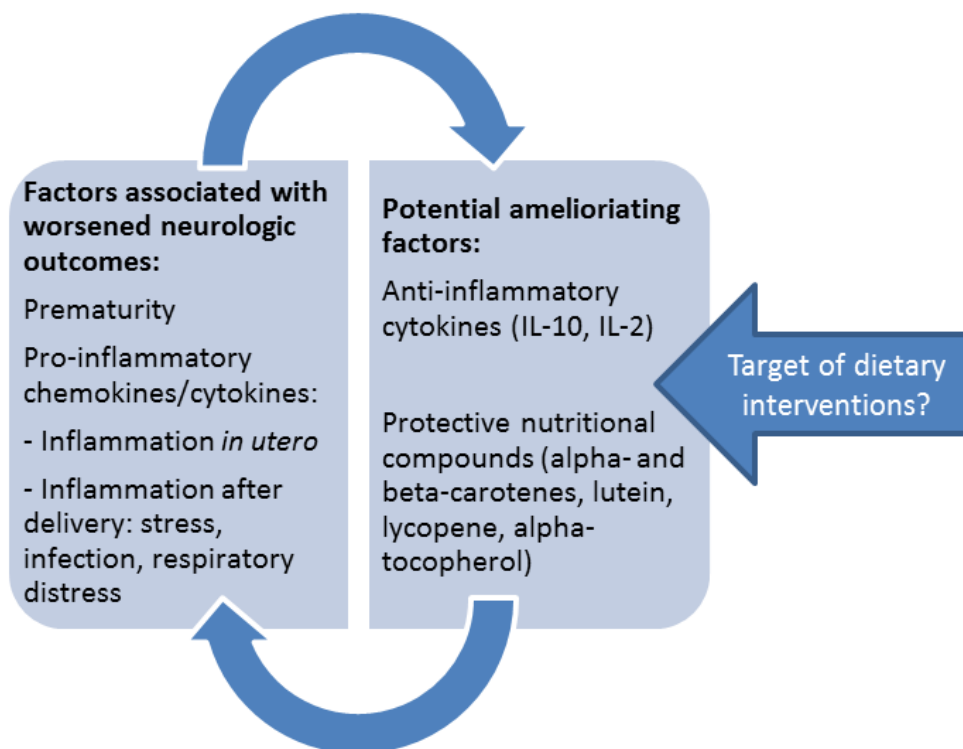 Factors associated with
worsened neurologic
outcomes:
Prematurity
Pro-inflammatory
chemokines/cytokines:
- Inflammation in utero
- Inflammation after
delivery: stress,
infection, respiratory
distress
Potential ameliorating
factors:
Anti-inflammatory
cytokines (IL-10, IL-2)
Protective nutritional
compounds (alpha- and
beta-carotenes, lutein,
lycopene, alpha-
tocopherol)
Target of dietary
interventions?